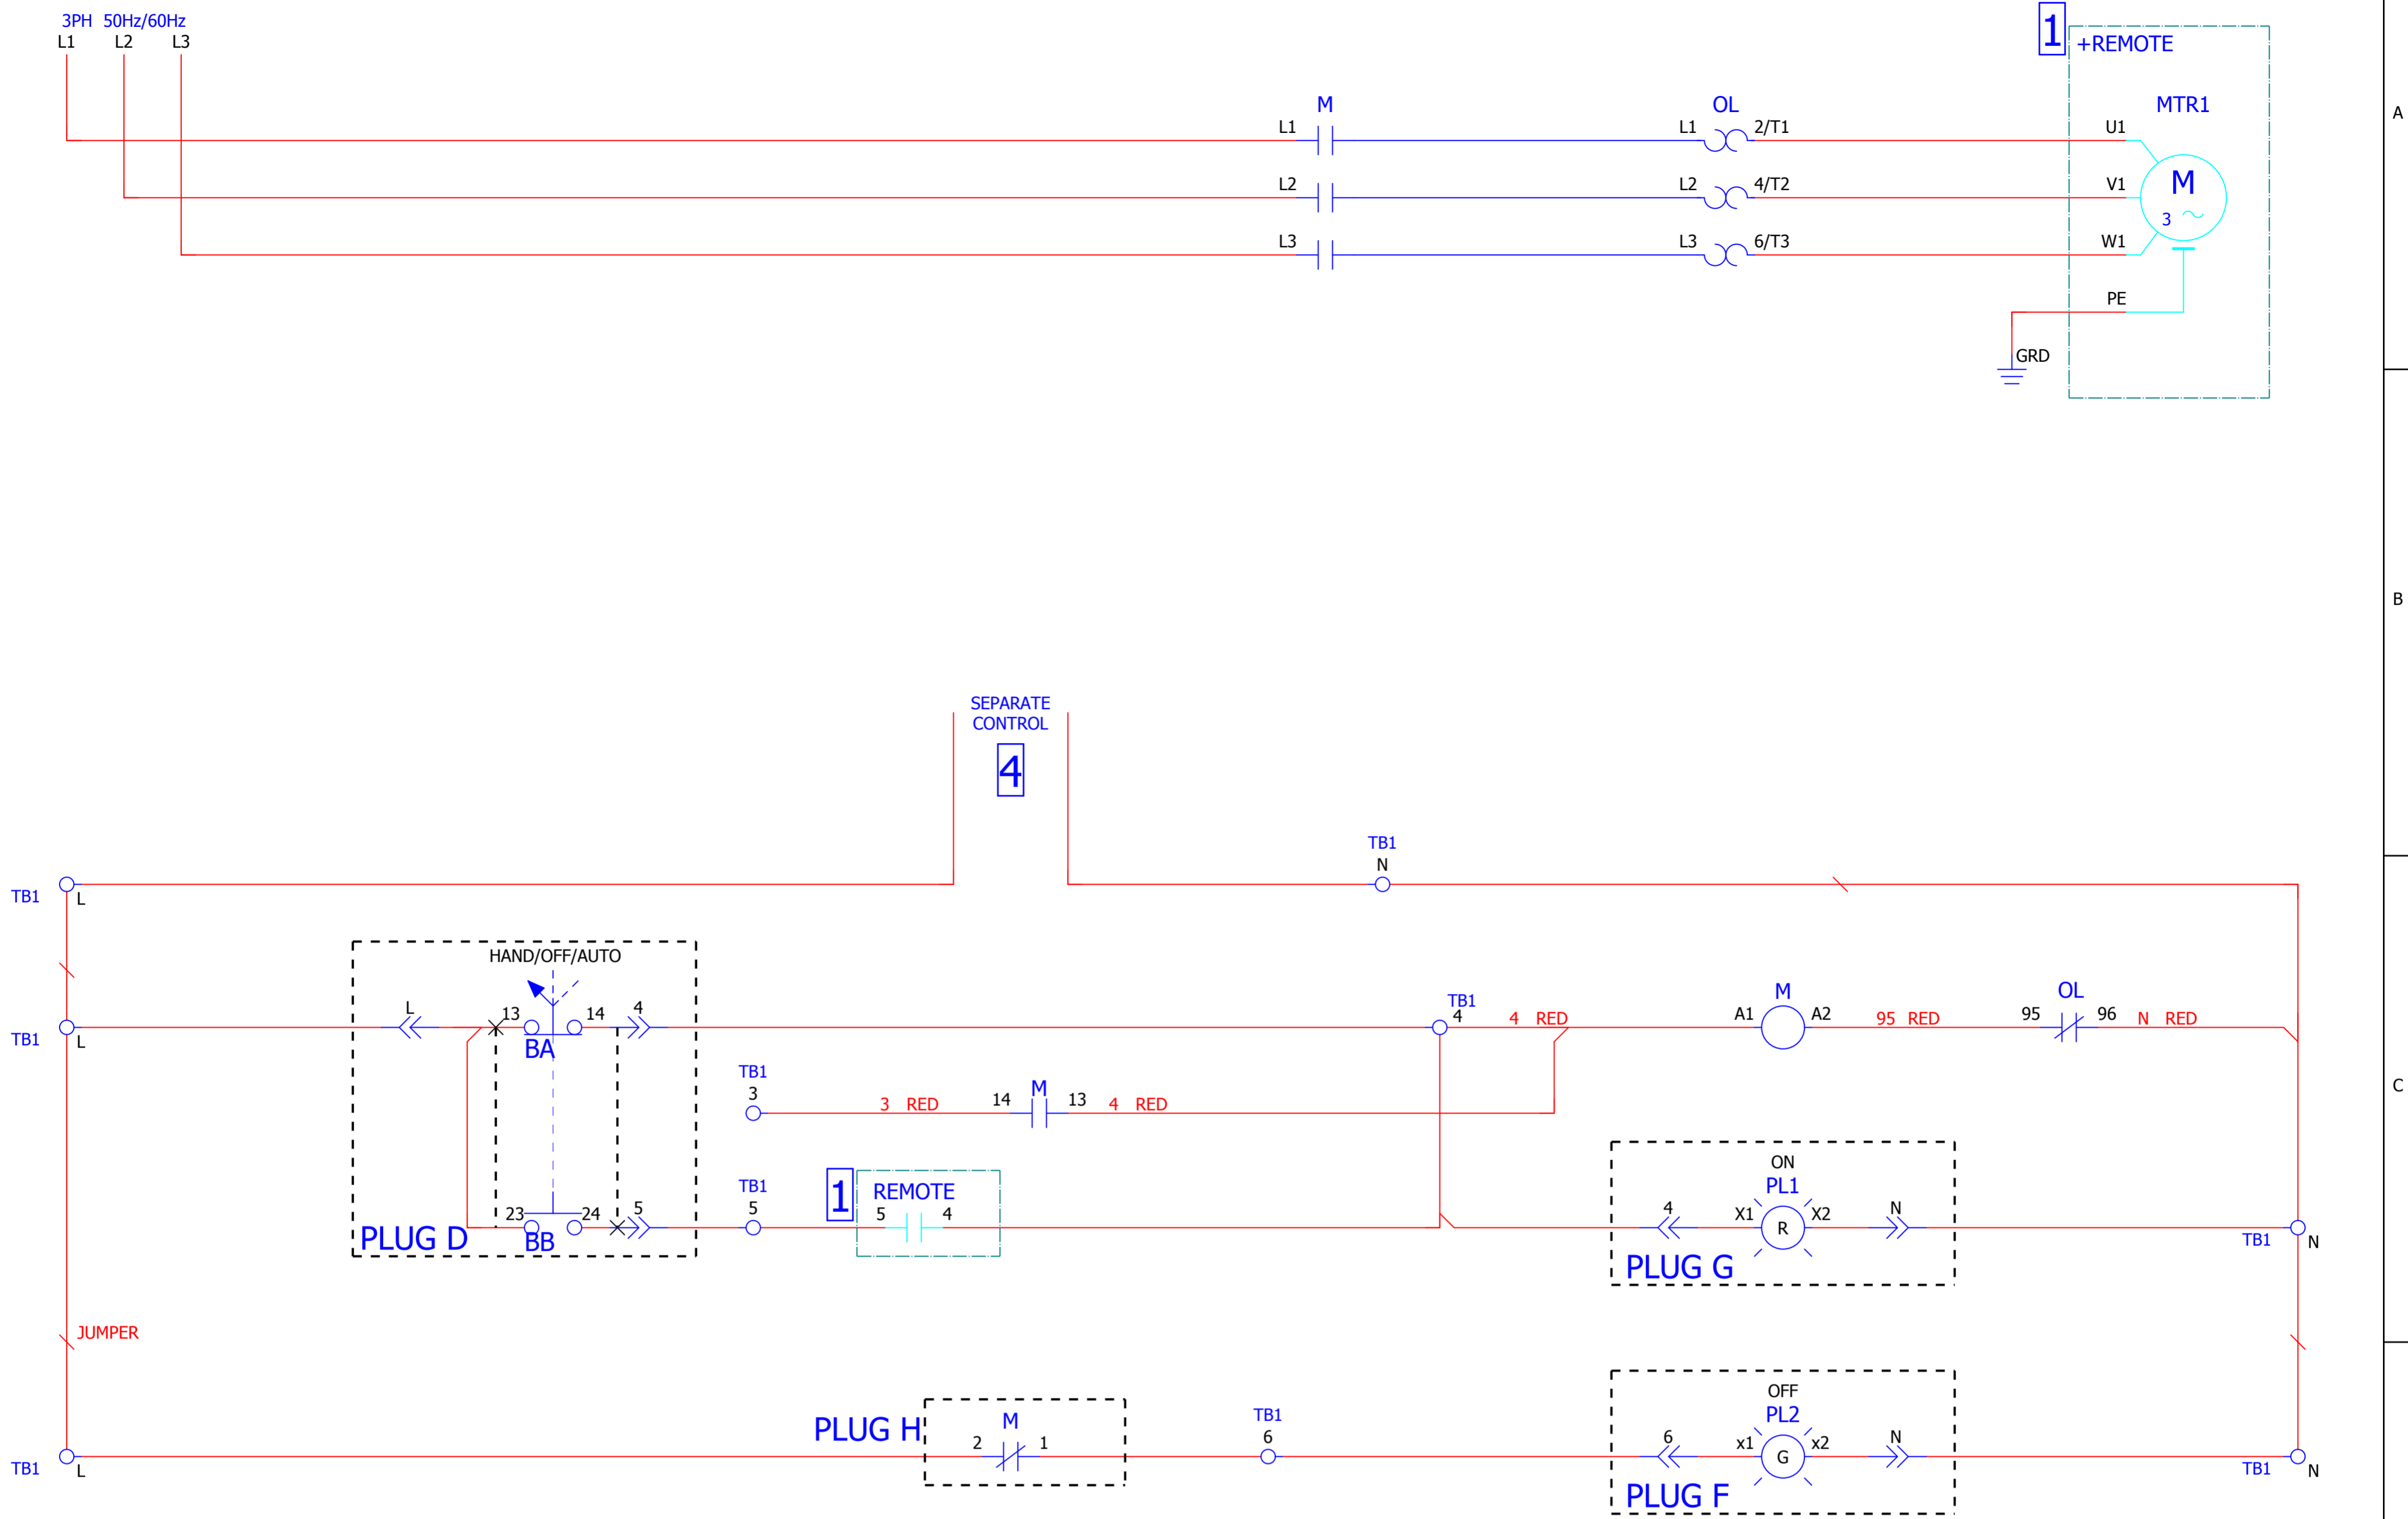 3PH 50Hz/60Hz
L1 L2 L3
1
+REMOTE
M
OL
MTR1
A
L1
L1 2/T1
U1
L2
L2 4/T2
V1
M
3
L3
L3 6/T3
W1
PE
GRD
B
SEPARATE
CONTROL
4
TB1
N
TB1 L
HAND/OFF/AUTO
L 13 14 4
BA
TB1 L
TB1
4
4 RED
M
A1 A2
95 RED
OL
95 96
N RED
TB1
3
3 RED
14 M 13
4 RED
C
TB1
5
1
REMOTE
5 4
23 24 5
BB
PLUG D
ON
PL1
4 X1 R X2 N
PLUG G
TB1 N
JUMPER
PLUG H
M
2 1
TB1
6
OFF
PL2
6 x1 G x2 N
PLUG F
TB1 L
TB1 N